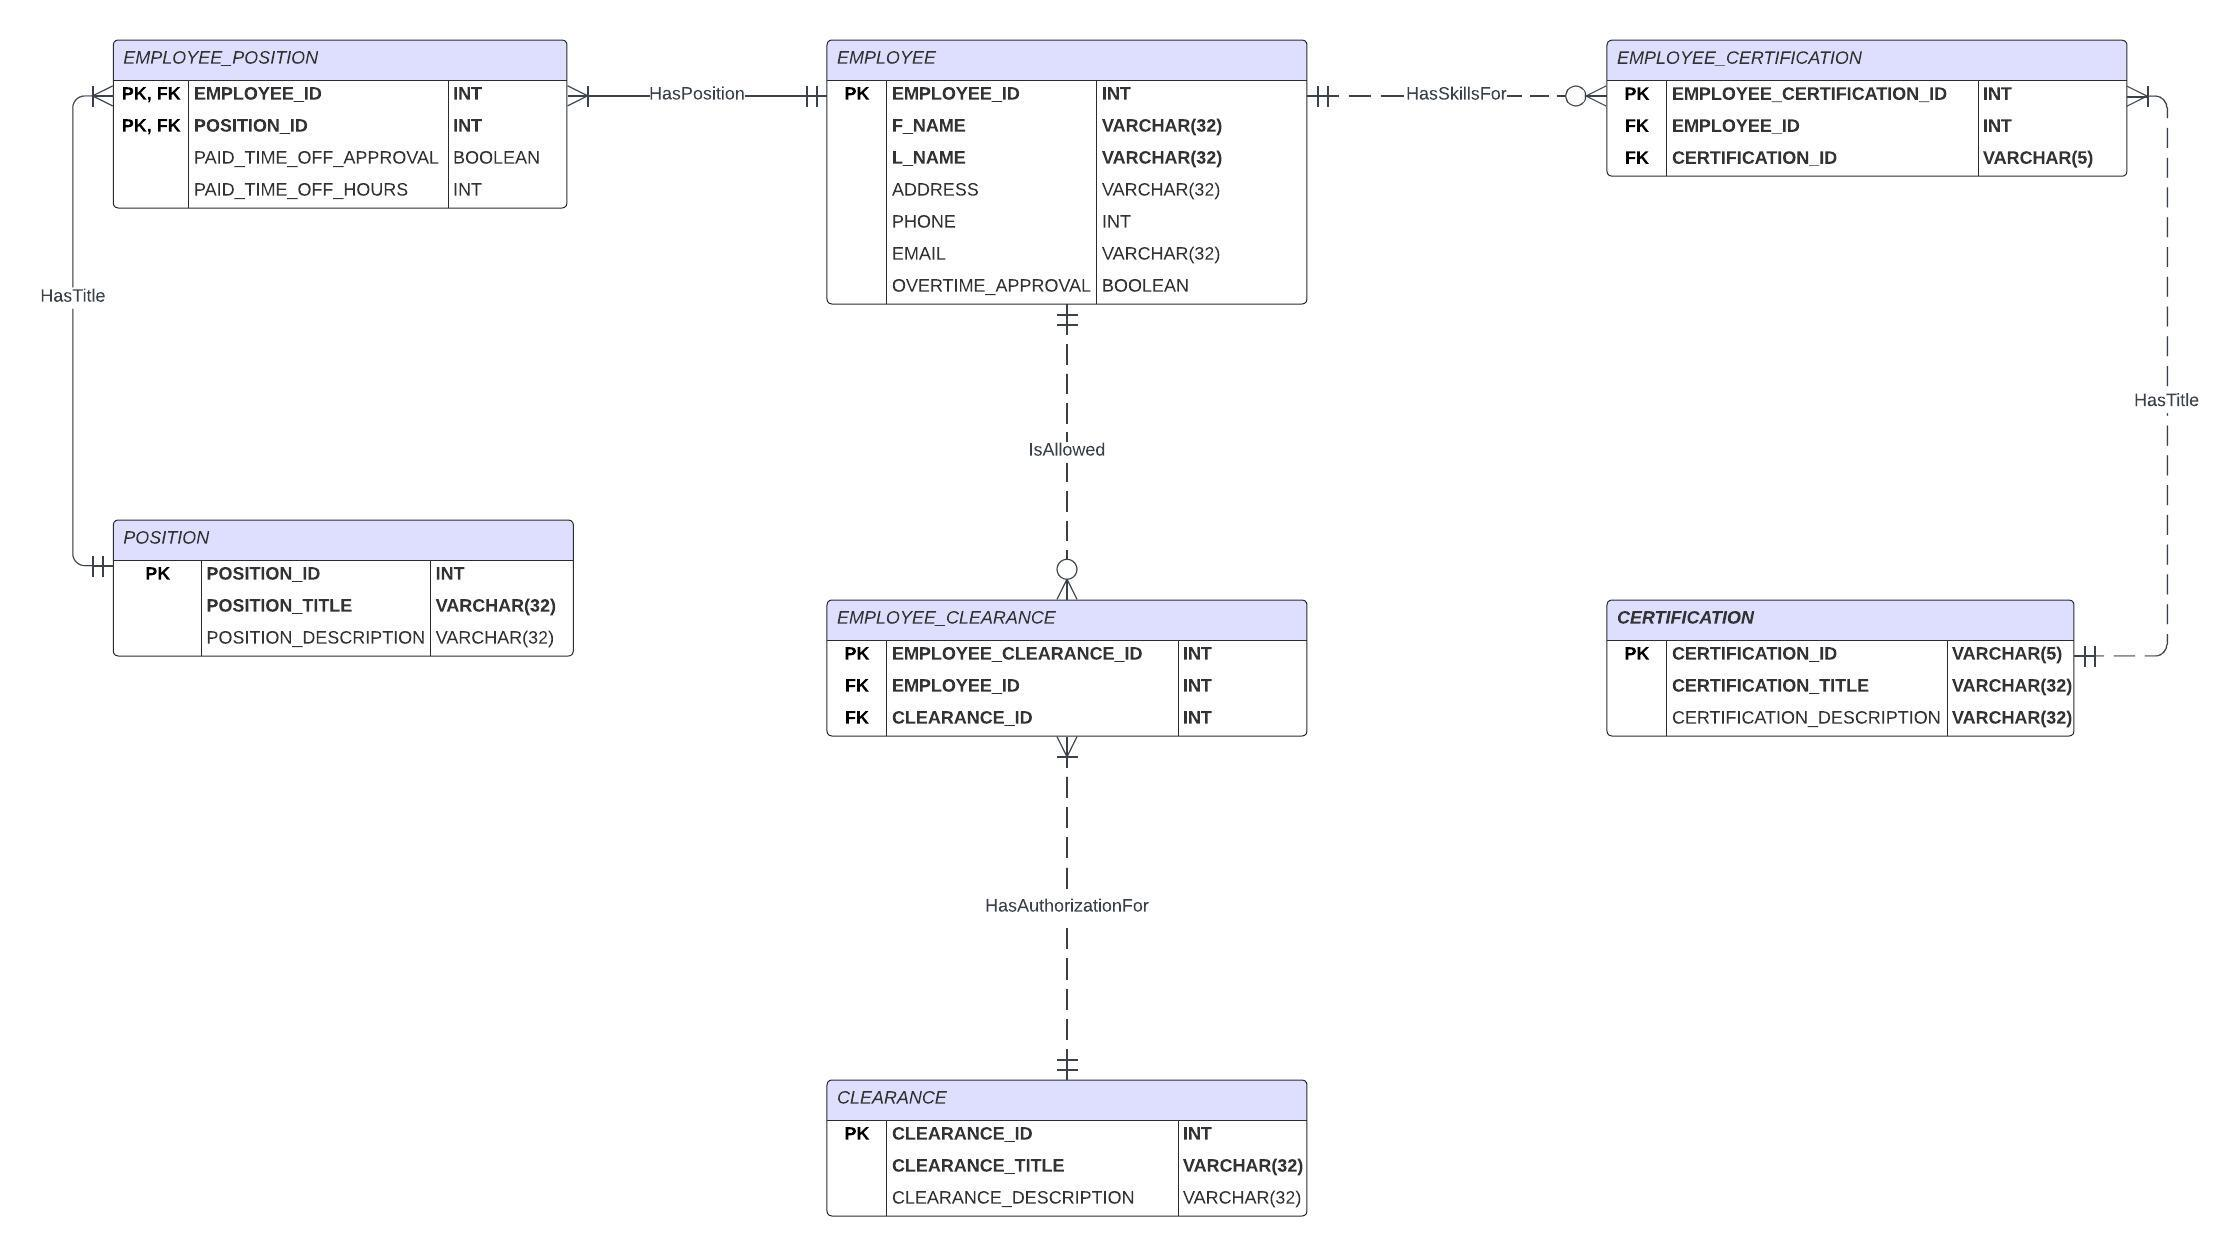 EMPLOYEE_POSITION
PK, FK EMPLOYEE_ID INT
PK, FK POSITION_ID INT
PAID_TIME_OFF_APPROVAL BOOLEAN
PAID_TIME_OFF_HOURS INT
HasPosition
EMPLOYEE
PK EMPLOYEE_ID INT
F_NAME VARCHAR(32)
L_NAME VARCHAR(32)
ADDRESS VARCHAR(32)
PHONE INT
EMAIL VARCHAR(32)
OVERTIME_APPROVAL BOOLEAN
HasSkillsFor
EMPLOYEE_CERTIFICATION
PK EMPLOYEE_CERTIFICATION_ID INT
FK EMPLOYEE_ID INT
FK CERTIFICATION_ID VARCHAR(5)
HasTitle
HasTitle
IsAllowed
POSITION
PK POSITION_ID INT
POSITION_TITLE VARCHAR(32)
POSITION_DESCRIPTION VARCHAR(32)
EMPLOYEE_CLEARANCE
PK EMPLOYEE_CLEARANCE_ID INT
FK EMPLOYEE_ID INT
FK CLEARANCE_ID INT
CERTIFICATION
PK CERTIFICATION_ID VARCHAR(5)
CERTIFICATION_TITLE VARCHAR(32)
CERTIFICATION_DESCRIPTION VARCHAR(32)
HasAuthorizationFor
CLEARANCE
PK CLEARANCE_ID INT
CLEARANCE_TITLE VARCHAR(32)
CLEARANCE_DESCRIPTION VARCHAR(32)